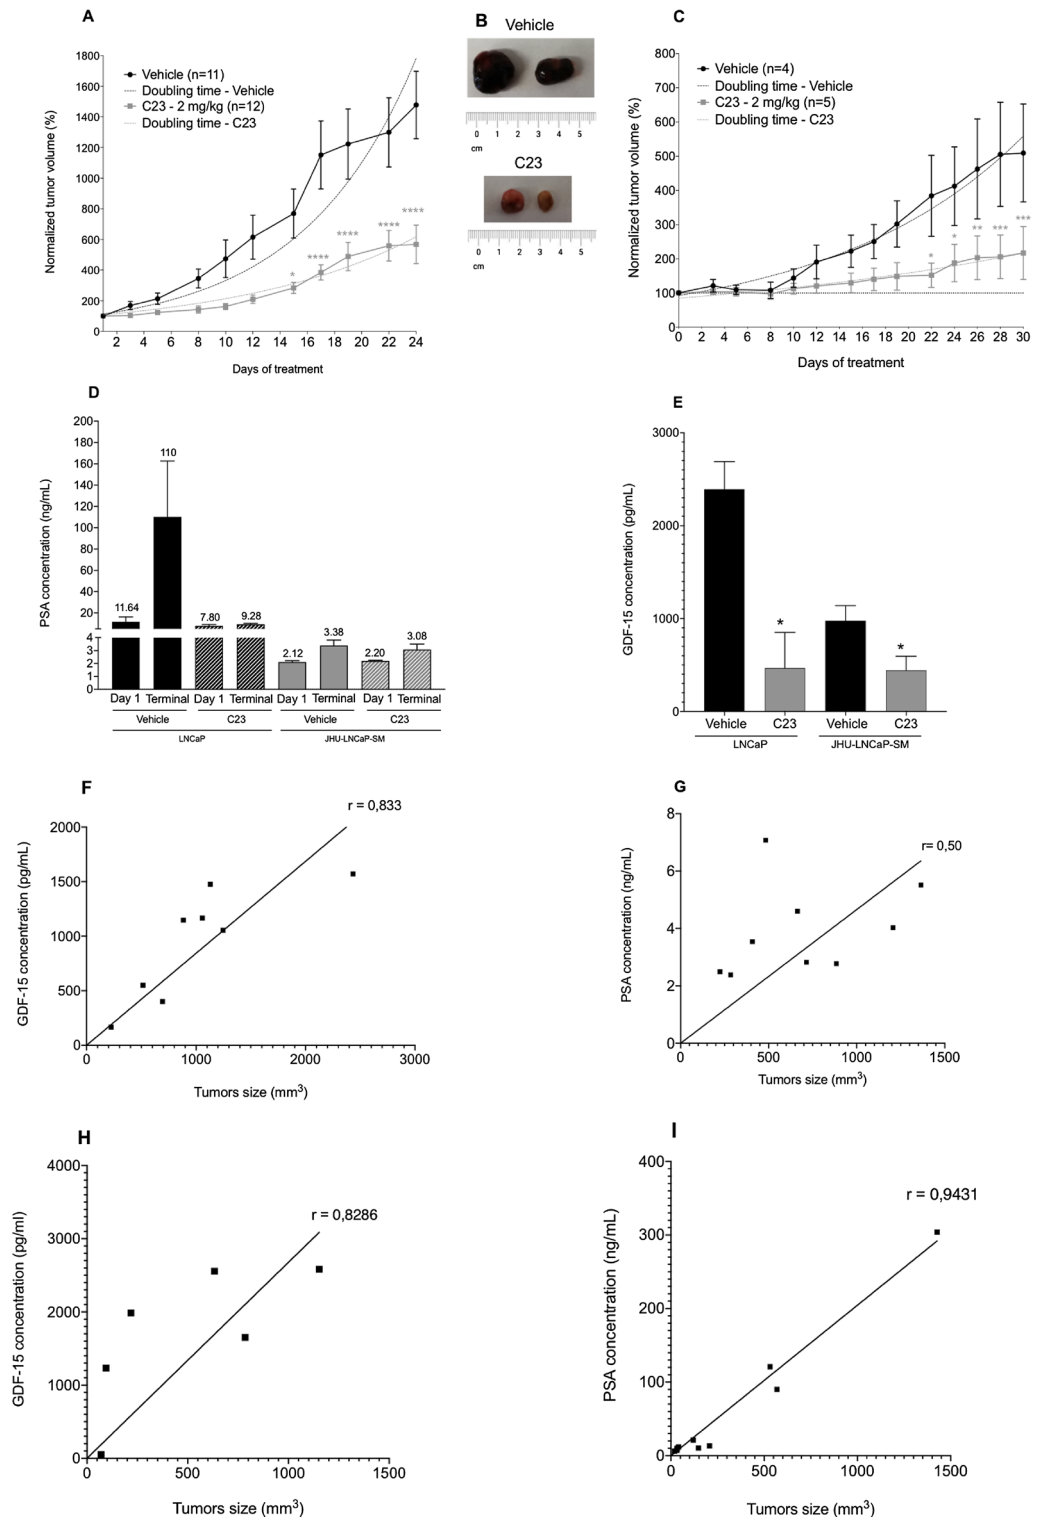 A
Normalized tumor volume (%)
1800
1600
1400
1200
1000
800
600
400
200
0
Vehicle (n=11)
Doubling time - Vehicle
C23 - 2 mg/kg (n=12)
Doubling time - C23
*
****
****
****
****
2 4 6 8 10 12 14 16 18 20 22 24
Days of treatment
B
Vehicle
0 1 2 3 4 5
cm
C23
0 1 2 3 4 5
cm
C
Normalized tumor volume (%)
800
700
600
500
400
300
200
100
0
Vehicle (n=4)
Doubling time - Vehicle
C23 - 2 mg/kg (n=5)
Doubling time - C23
*
*
**
***
***
0 2 4 6 8 10 12 14 16 18 20 22 24 26 28 30
Days of treatment
D
PSA concentration (ng/mL)
200
180
160
140
120
100
80
60
40
20
4
3
2
1
0
11.64
110
7.80
9.28
2.12
3.38
2.20
3.08
Day 1 Terminal Day 1 Terminal Day 1 Terminal Day 1 Terminal
Vehicle C23 Vehicle C23
LNCaP JHU-LNCaP-SM
E
GDF-15 concentration (pg/mL)
3000
2000
1000
0
*
*
Vehicle C23 Vehicle C23
LNCaP JHU-LNCaP-SM
F
r = 0,833
GDF-15 concentration (pg/mL)
2000
1500
1000
500
0
0 1000 2000 3000
Tumors size (mm³)
G
r= 0,50
PSA concentration (ng/mL)
8
6
4
2
0
0 500 1000 1500
Tumors size (mm³)
H
r = 0,8286
GDF-15 concentration (pg/ml)
4000
3000
2000
1000
0
0 500 1000 1500
Tumors size (mm³)
I
r = 0,9431
PSA concentration (ng/mL)
400
300
200
100
0
0 500 1000 1500
Tumors size (mm³)